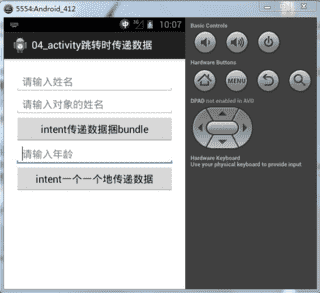 5554:Android_412
10:07
04_activity跳转时传递数据
请输入姓名
请输入对象的姓名
intent传递数据捆bundle
请输入年龄
intent一个一个地传递数据
Basic Controls
Hardware Buttons
MENU
DPAD not enabled in AVD
Hardware Keyboard
Use your physical keyboard to provide input